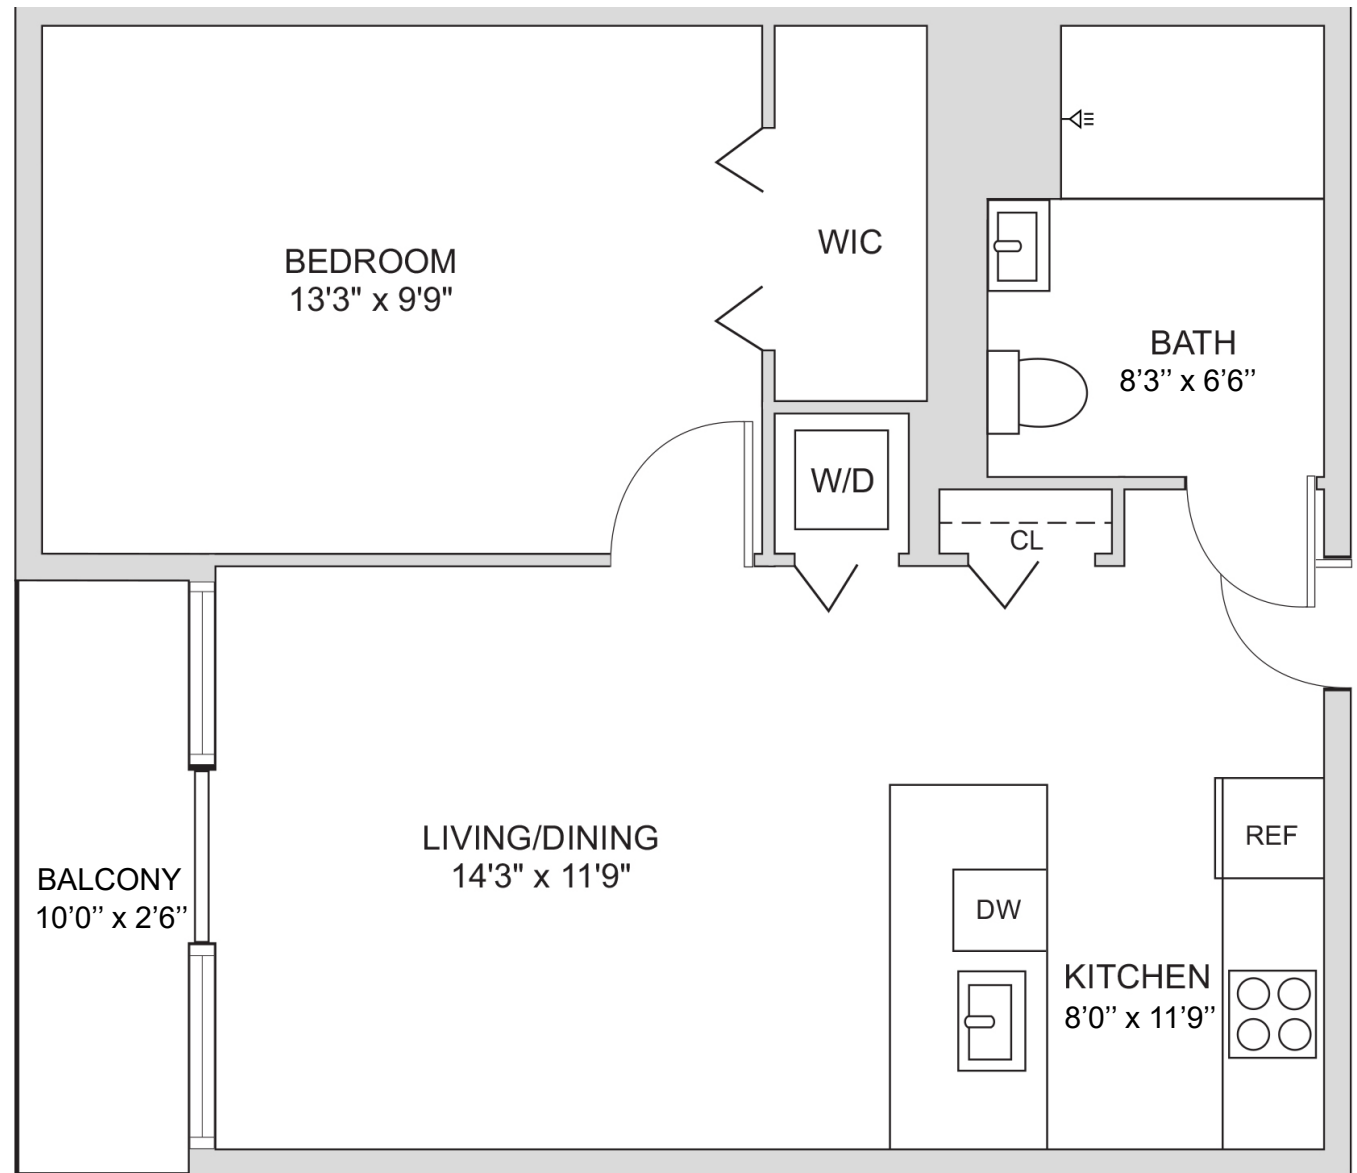 BEDROOM
13'3" x 9'9"
WIC
BATH
8’3’’ x 6’6’’
W/D
CL
LIVING/DINING
14'3" x 11'9"
BALCONY
10’0’’ x 2’6’’
REF
DW
KITCHEN
8’0’’ x 11’9’’